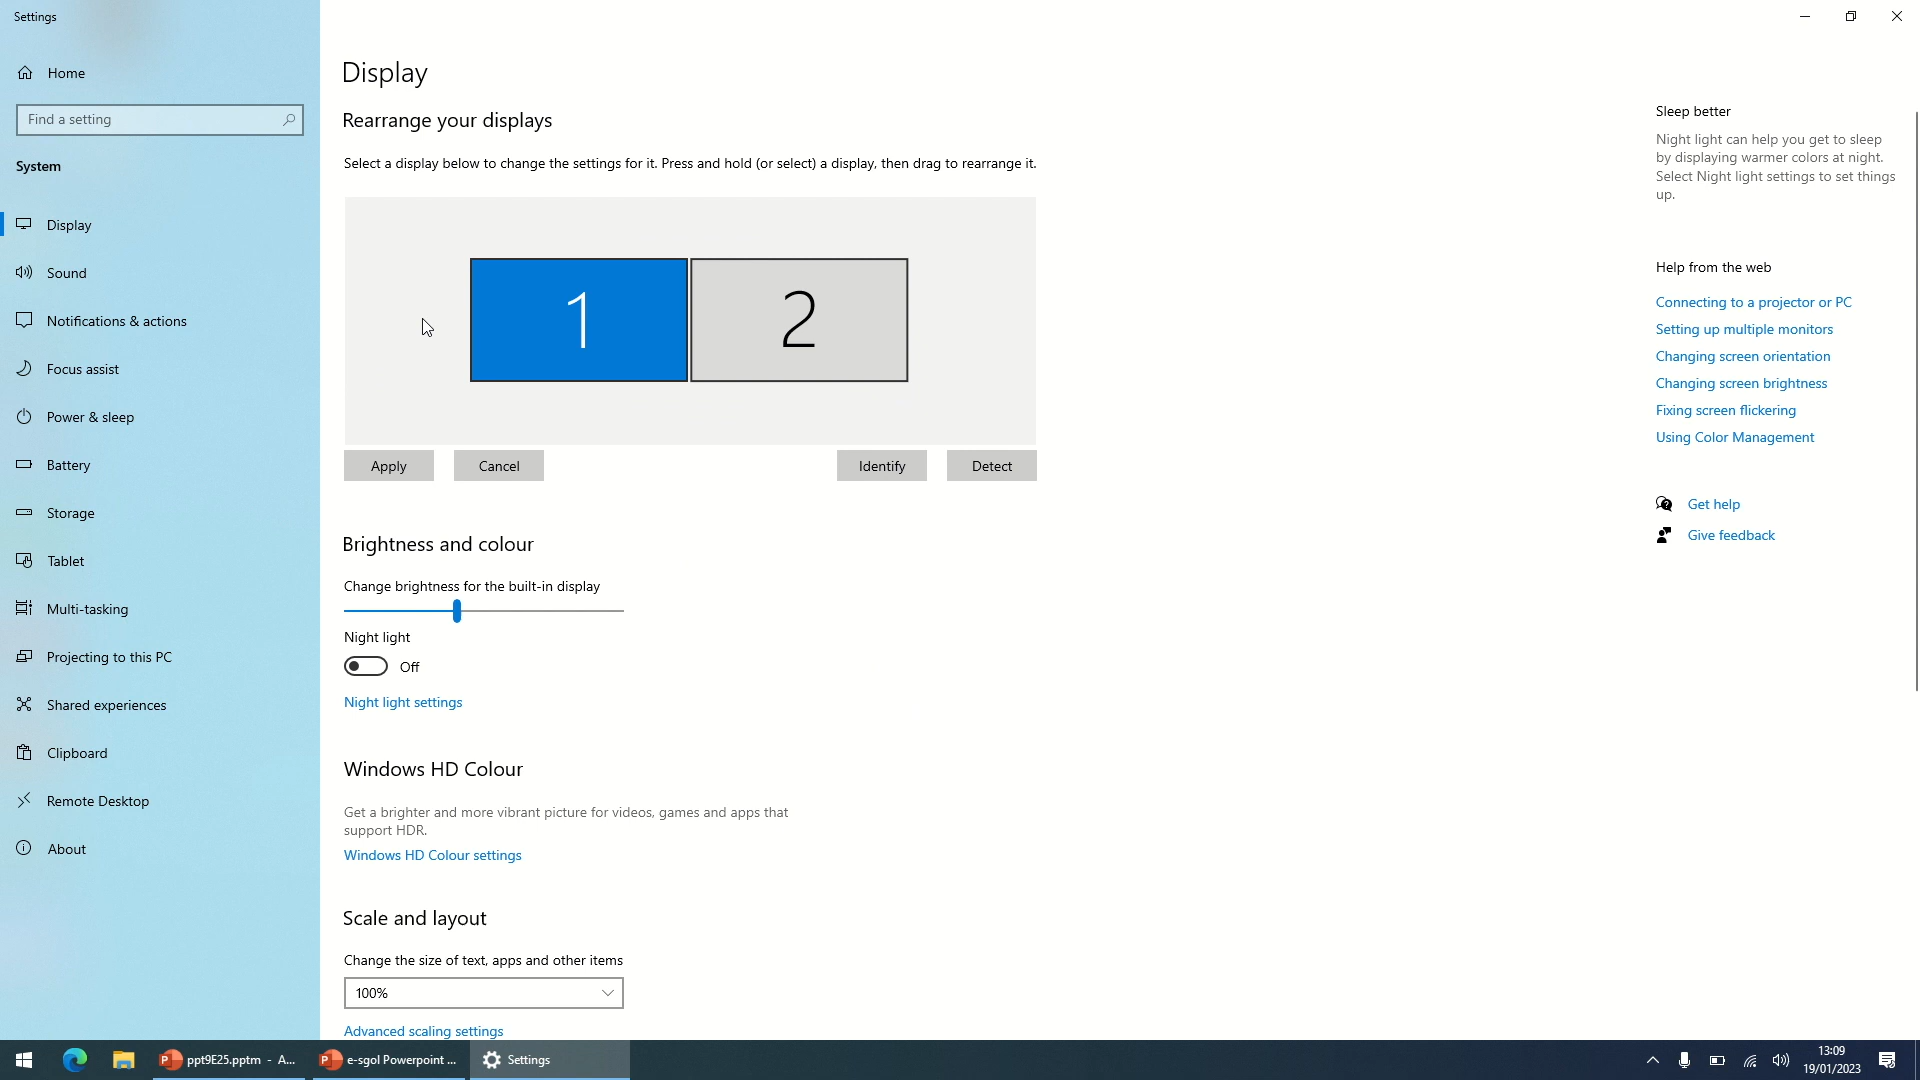 Settings
Home
Find a setting
System
Display
Sound
Notifications & actions
Focus assist
Power & sleep
Battery
Storage
Tablet
Multi-tasking
Projecting to this PC
Shared experiences
Clipboard
Remote Desktop
About
Display
Rearrange your displays
Select a display below to change the settings for it. Press and hold (or select) a display, then drag to rearrange it.
1
2
Apply
Cancel
Identify
Detect
Brightness and colour
Change brightness for the built-in display
Night light
Off
Night light settings
Windows HD Colour
Get a brighter and more vibrant picture for videos, games and apps that
support HDR.
Windows HD Colour settings
Scale and layout
Change the size of text, apps and other items
100%
Advanced scaling settings
Sleep better
Night light can help you get to sleep
by displaying warmer colors at night.
Select Night light settings to set things
up.
Help from the web
Connecting to a projector or PC
Setting up multiple monitors
Changing screen orientation
Changing screen brightness
Fixing screen flickering
Using Color Management
Get help
Give feedback
ppt9E25.pptm - A...
e-sgol Powerpoint ...
Settings
13:09
19/01/2023